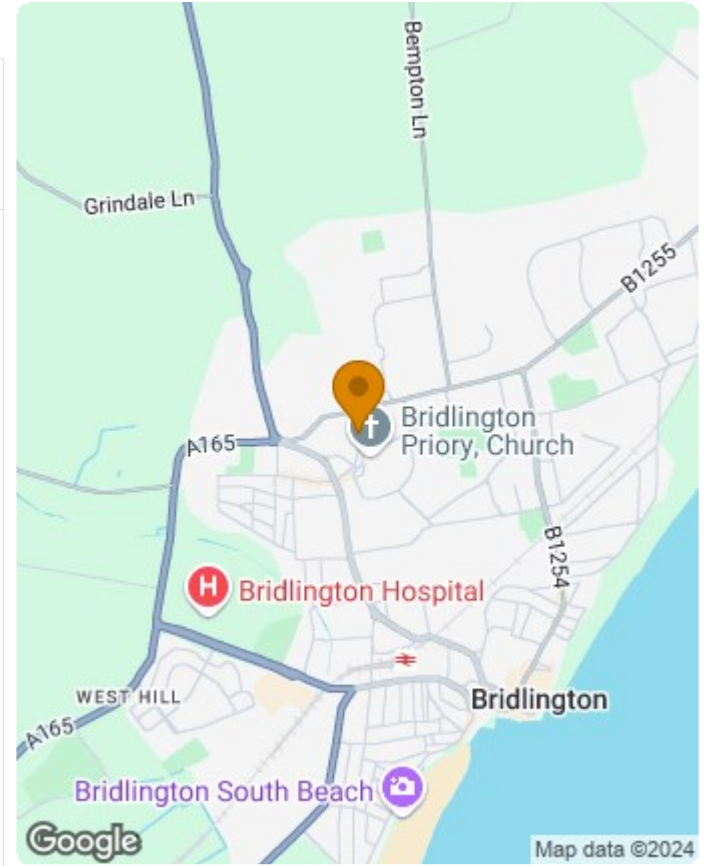 Bempton Ln
Grindale Ln
B1255
Bridlington
Priory, Church
A165
B1254
H
Bridlington Hospital
WEST HILL
Bridlington
A165
Bridlington South Beach
Google
Map data ©2024